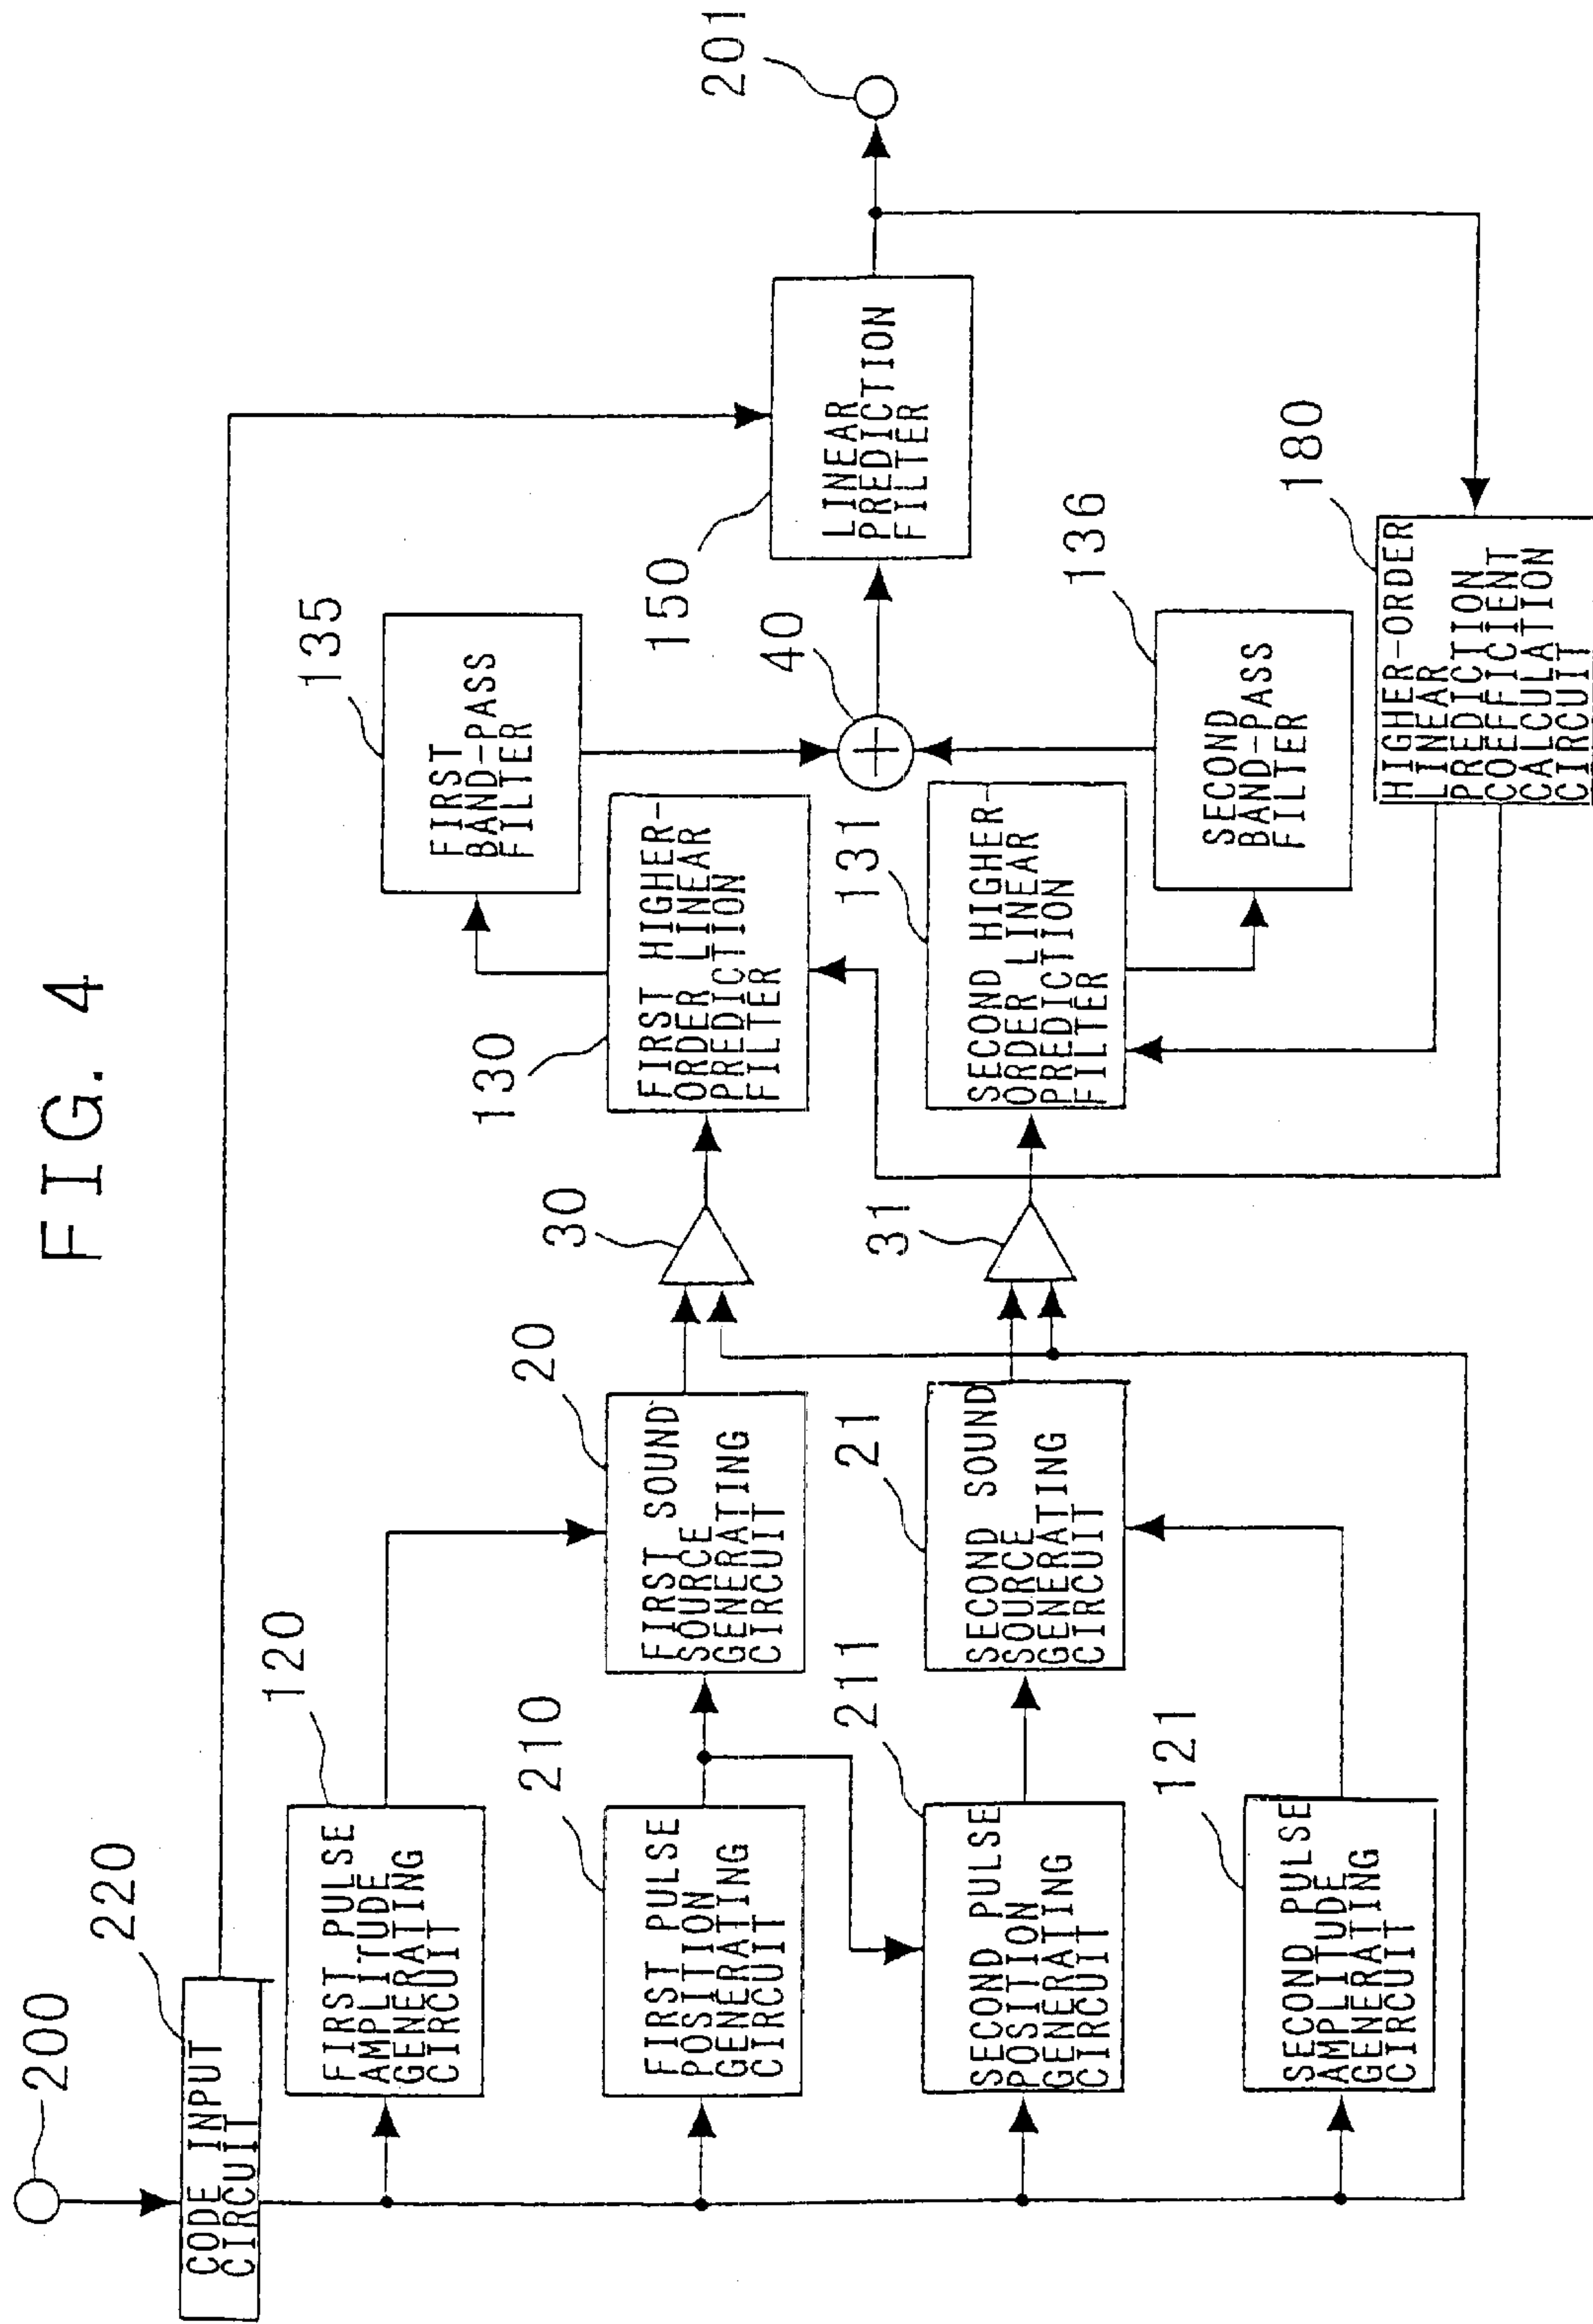 FIG. 4
200
220
CODE INPUT
CIRCUIT
120
FIRST PULSE
AMPLITUDE
GENERATING
CIRCUIT
210
FIRST PULSE
POSITION
GENERATING
CIRCUIT
211
SECOND PULSE
POSITION
GENERATING
CIRCUIT
121
SECOND PULSE
AMPLITUDE
GENERATING
CIRCUIT
20
FIRST SOUND
SOURCE
GENERATING
CIRCUIT
21
SECOND SOUND
SOURCE
GENERATING
CIRCUIT
30
31
130
FIRST HIGHER-
ORDER LINEAR
PREDICTION
FILTER
131
SECOND HIGHER-
ORDER LINEAR
PREDICTION
FILTER
135
FIRST
BAND-PASS
FILTER
40
136
SECOND
BAND-PASS
FILTER
150
LINEAR
PREDICTION
FILTER
180
HIGHER-ORDER
LINEAR
PREDICTION
COEFFICIENT
CALCULATION
CIRCUIT
201